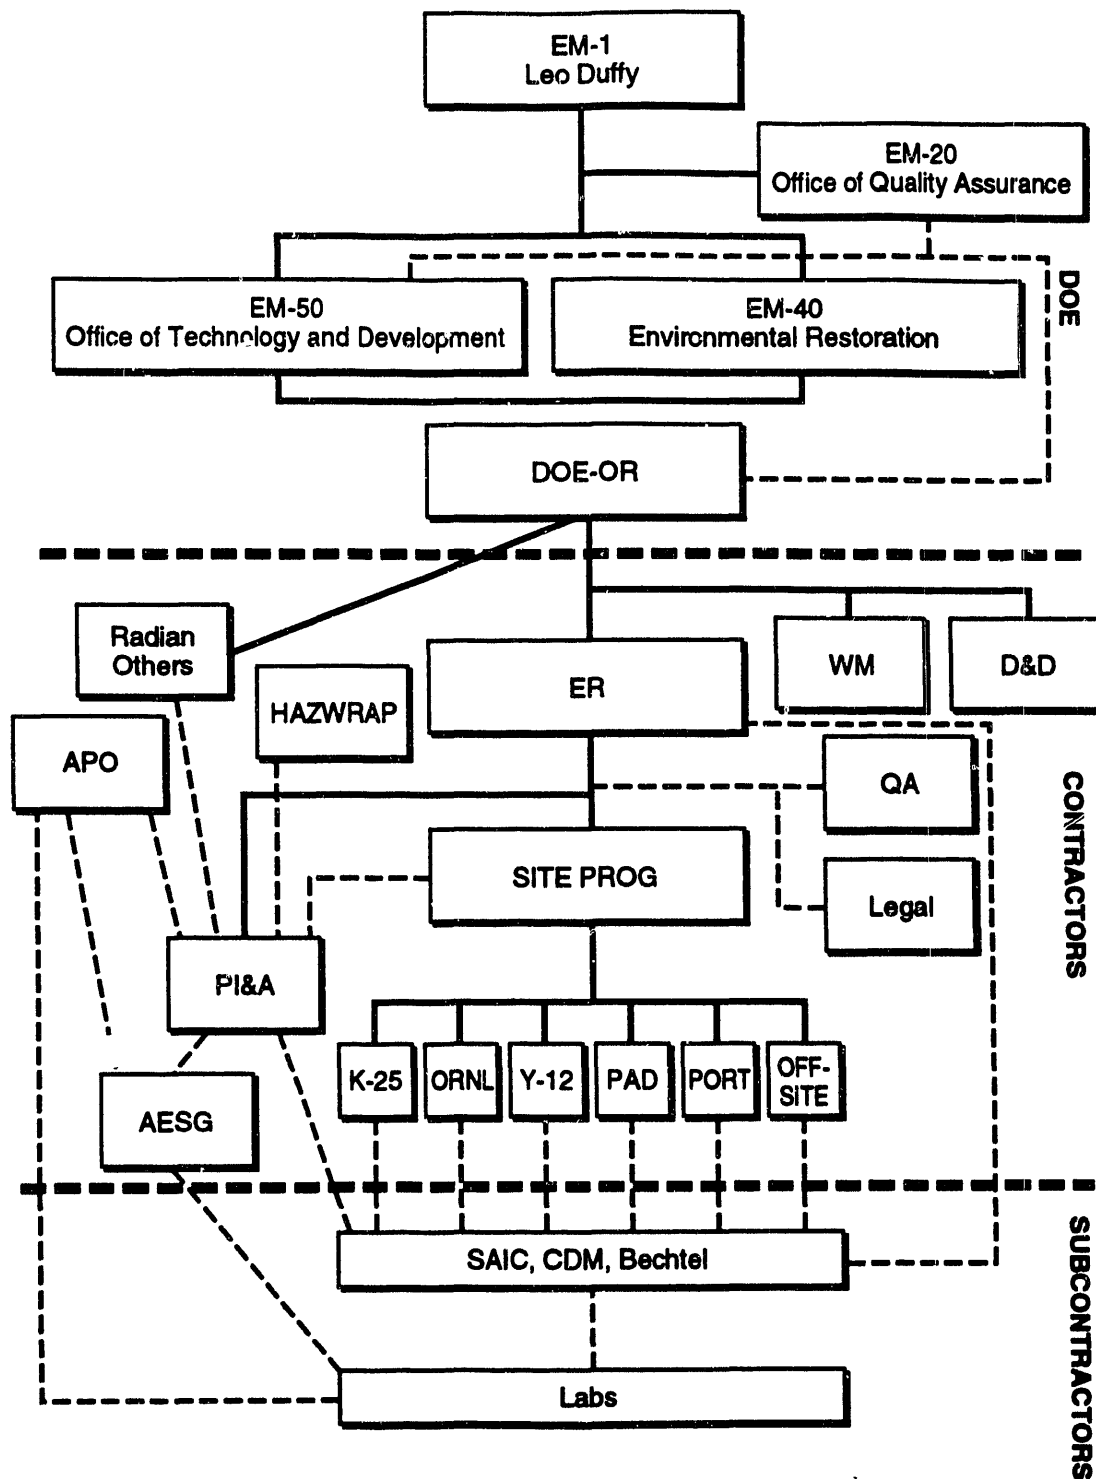 EM-1
Leo Duffy
EM-20
Office of Quality Assurance
EM-50
Office of Technology and Development
EM-40
Environmental Restoration
DOE
DOE-OR
Radian
Others
HAZWRAP
APO
ER
WM
D&D
QA
Legal
CONTRACTORS
SITE PROG
PI&A
K-25
ORNL
Y-12
PAD
PORT
OFF-
SITE
AESG
SAIC, CDM, Bechtel
Labs
SUBCONTRACTORS